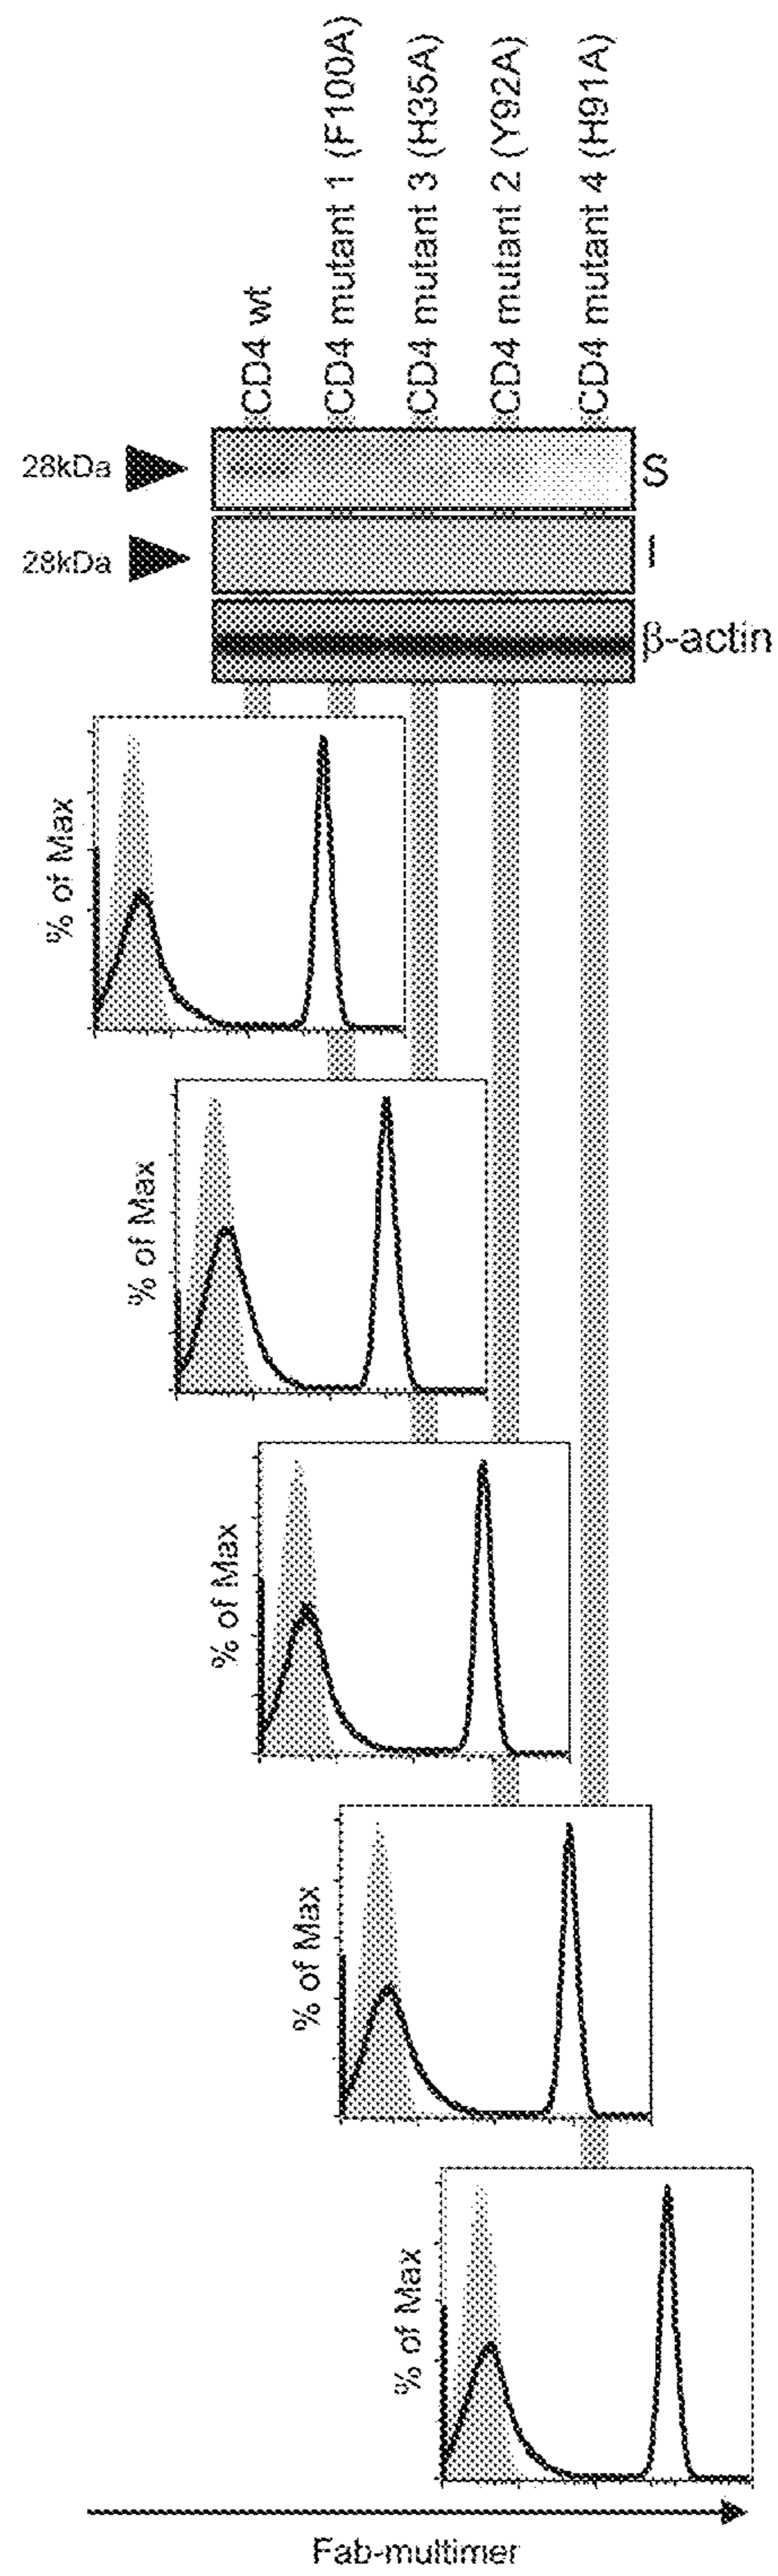 CD4 wt
CD4 mutant 1 (F100A)
CD4 mutant 3 (H35A)
CD4 mutant 2 (Y92A)
CD4 mutant 4 (H91A)
28kDa
S
28kDa
I
β-actin
% of Max
% of Max
% of Max
% of Max
% of Max
Fab-multimer